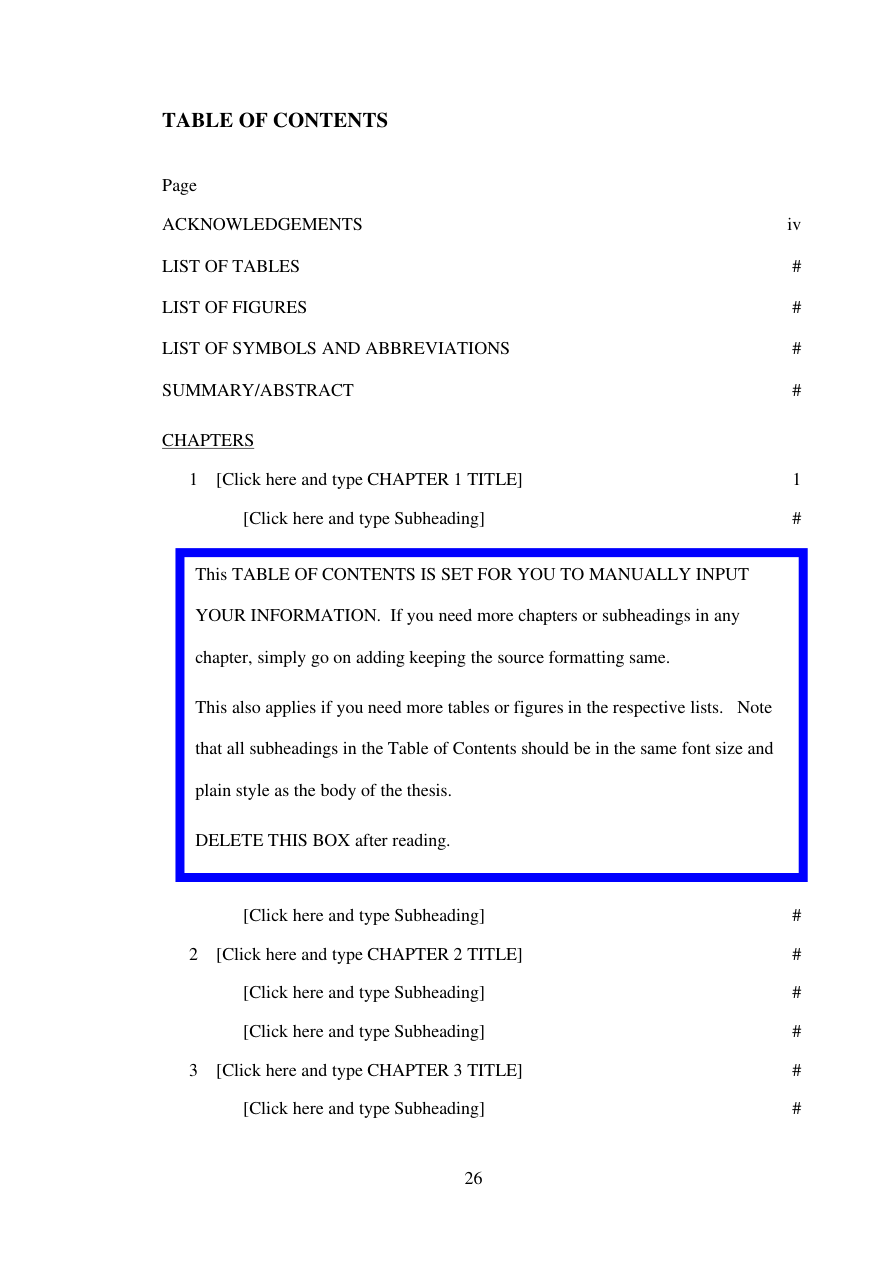 TABLE OF CONTENTS
Page
ACKNOWLEDGEMENTS iv
LIST OF TABLES #
LIST OF FIGURES #
LIST OF SYMBOLS AND ABBREVIATIONS #
SUMMARY/ABSTRACT #
CHAPTERS
1 [Click here and type CHAPTER 1 TITLE] 1
[Click here and type Subheading] #
This TABLE OF CONTENTS IS SET FOR YOU TO MANUALLY INPUT
YOUR INFORMATION. If you need more chapters or subheadings in any
chapter, simply go on adding keeping the source formatting same.
This also applies if you need more tables or figures in the respective lists. Note
that all subheadings in the Table of Contents should be in the same font size and
plain style as the body of the thesis.
DELETE THIS BOX after reading.
[Click here and type Subheading] #
2 [Click here and type CHAPTER 2 TITLE] #
[Click here and type Subheading] #
[Click here and type Subheading] #
3 [Click here and type CHAPTER 3 TITLE] #
[Click here and type Subheading] #
26